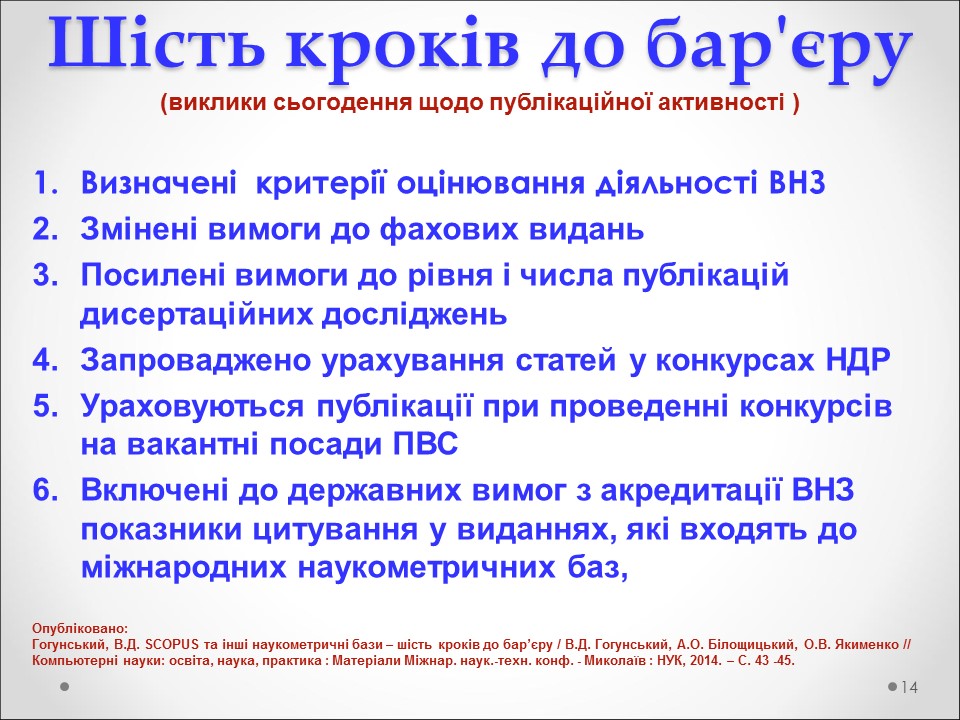 Шість кроків до бар'єру
(виклики сьогодення щодо публікаційної активності )
1. Визначені критерії оцінювання діяльності ВНЗ
2. Змінені вимоги до фахових видань
3. Посилені вимоги до рівня і числа публікацій
дисертаційних досліджень
4. Запроваджено урахування статей у конкурсах НДР
5. Ураховуються публікації при проведенні конкурсів
на вакантні посади ПВС
6. Включені до державних вимог з акредитації ВНЗ
показники цитування у виданнях, які входять до
міжнародних наукометричних баз,
Опубліковано:
Гогунський, В.Д. SCOPUS та інші наукометричні бази – шість кроків до бар’єру / В.Д. Гогунський, А.О. Білощицький, О.В. Якименко //
Компьютерні науки: освіта, наука, практика : Матеріали Міжнар. наук.-техн. конф. - Миколаїв : НУК, 2014. – С. 43 -45.
14